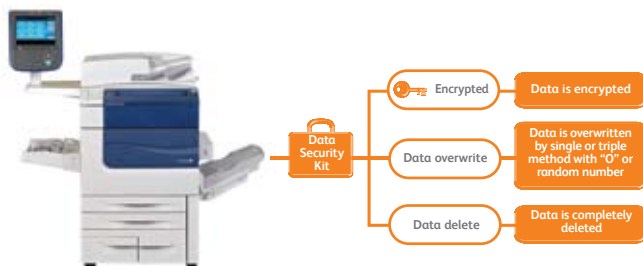 Data
Security
Kit
Encrypted
Data is encrypted
Data overwrite
Data is overwritten
by single or triple
method with “O” or
random number
Data delete
Data is completely
deleted